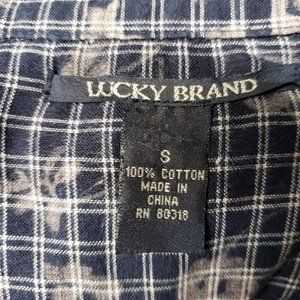 LUCKY BRAND
S
100% COTTON
MADE IN
CHINA
RN 80318